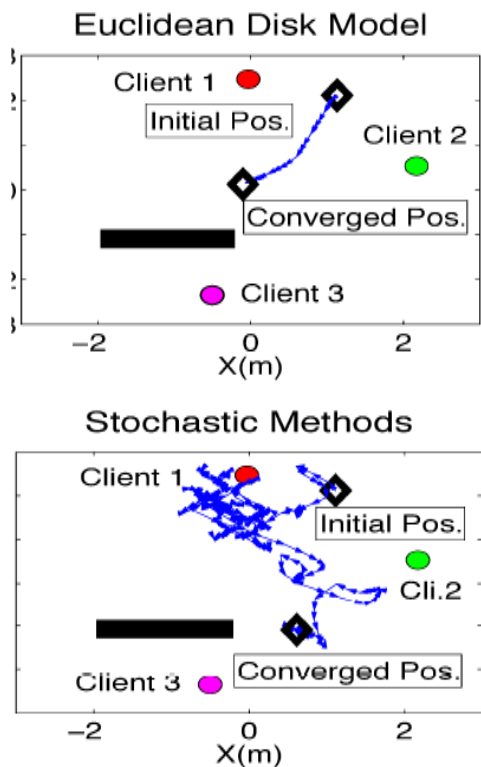 Euclidean Disk Model
Client 1
Initial Pos.
Client 2
Converged Pos.
Client 3
−2 0 2
X(m)
Stochastic Methods
Client 1
Initial Pos.
Cli.2
Converged Pos.
Client 3
−2 0 2
X(m)